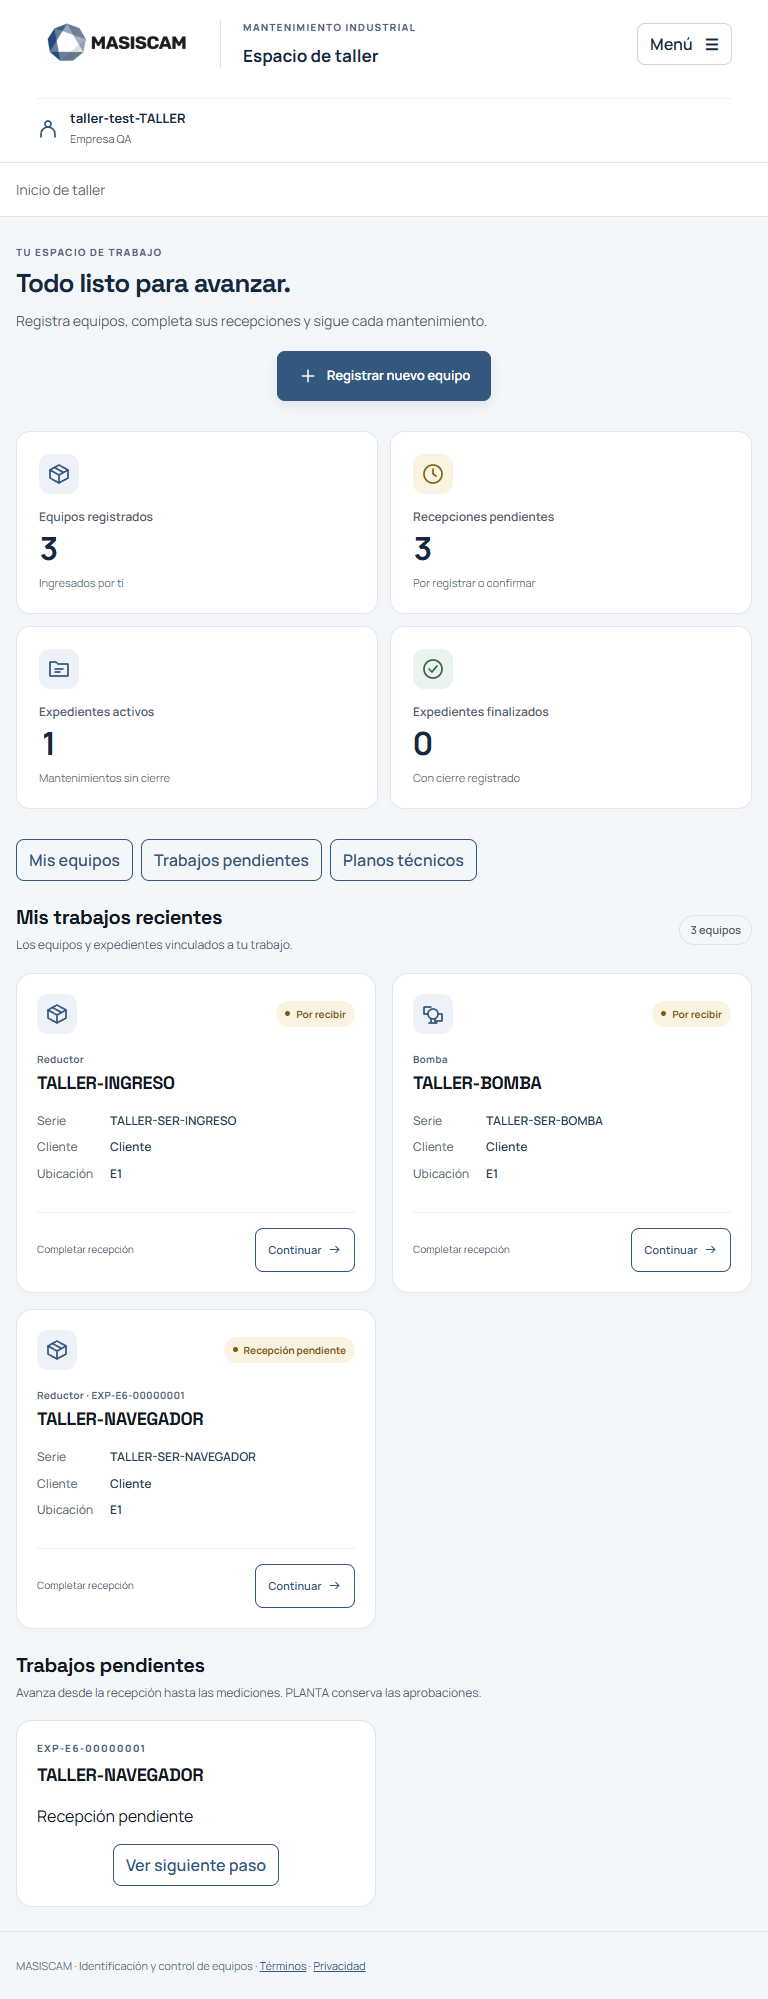 MASISCAM
MANTENIMIENTO INDUSTRIAL
Espacio de taller
Menú
taller-test-TALLER
Empresa QA
Inicio de taller
TU ESPACIO DE TRABAJO
Todo listo para avanzar.
Registra equipos, completa sus recepciones y sigue cada mantenimiento.
Registrar nuevo equipo
Equipos registrados
3
Ingresados por ti
Recepciones pendientes
3
Por registrar o confirmar
Expedientes activos
1
Mantenimientos sin cierre
Expedientes finalizados
0
Con cierre registrado
Mis equipos
Trabajos pendientes
Planos técnicos
Mis trabajos recientes
Los equipos y expedientes vinculados a tu trabajo.
3 equipos
Por recibir
Reductor
TALLER-INGRESO
Serie TALLER-SER-INGRESO
Cliente Cliente
Ubicación E1
Completar recepción
Continuar →
Por recibir
Bomba
TALLER-BOMBA
Serie TALLER-SER-BOMBA
Cliente Cliente
Ubicación E1
Completar recepción
Continuar →
Recepción pendiente
Reductor · EXP-E6-00000001
TALLER-NAVEGADOR
Serie TALLER-SER-NAVEGADOR
Cliente Cliente
Ubicación E1
Completar recepción
Continuar →
Trabajos pendientes
Avanza desde la recepción hasta las mediciones. PLANTA conserva las aprobaciones.
EXP-E6-00000001
TALLER-NAVEGADOR
Recepción pendiente
Ver siguiente paso
MASISCAM · Identificación y control de equipos · Términos · Privacidad